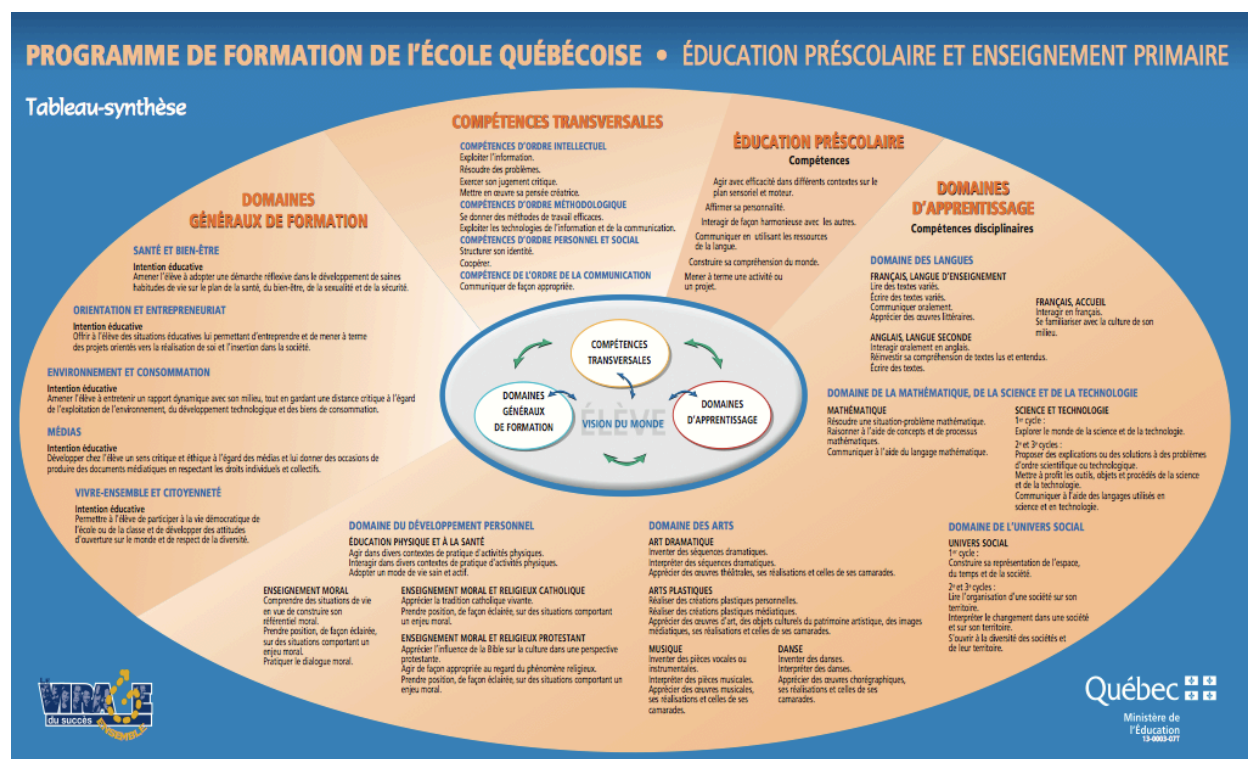 PROGRAMME DE FORMATION DE l'ÉCOLE QUÉBÉCOISE • ÉDUCATION PRÉSCOLAIRE ET ENSEIGNEMENT PRIMAIRE
Tableau-synthèse
DOMAINES
GÉNÉRAUX DE FORMATION
SANTÉ ET BIEN-ÊTRE
Intention éducative
Amener l'élève à adopter une démarche réflexive dans le développement de saines
habitudes de vie sur le plan de la santé, du bien-être, de la sexualité et de la sécurité.
ORIENTATION ET ENTREPRENEURIAT
Intention éducative
Offrir à l'élève des situations éducatives lui permettant d'entreprendre et de mener à terme
des projets orientés vers la réalisation de soi et l'insertion dans la société.
ENVIRONNEMENT ET CONSOMMATION
Intention éducative
Amener l'élève à entretenir un rapport dynamique avec son milieu, tout en gardant une distance critique à l'égard
de l'exploitation de l'environnement, du développement technologique et des biens de consommation.
MÉDIAS
Intention éducative
Développer chez l'élève un sens critique et éthique à l'égard des médias et lui donner des occasions de
produire des documents médiatiques en respectant les droits individuels et collectifs.
VIVRE-ENSEMBLE ET CITOYENNETÉ
Intention éducative
Permettre à l'élève de participer à la vie démocratique de
l'école ou de la classe et de développer des attitudes
d'ouverture sur le monde et de respect de la diversité.
COMPÉTENCES TRANSVERSALES
COMPÉTENCES D'ORDRE INTELLECTUEL
Exploiter l'information.
Résoudre des problèmes.
Exercer son jugement critique.
Mettre en œuvre sa pensée créatrice.
COMPÉTENCES D'ORDRE MÉTHODOLOGIQUE
Se donner des méthodes de travail efficaces.
Exploiter les technologies de l'information et de la communication.
COMPÉTENCES D'ORDRE PERSONNEL ET SOCIAL
Structurer son identité.
Coopérer.
COMPÉTENCE DE L'ORDRE DE LA COMMUNICATION
Communiquer de façon appropriée.
ÉDUCATION PRÉSCOLAIRE
Compétences
Agir avec efficacité dans différents contextes sur le
plan sensoriel et moteur.
Affirmer sa personnalité.
Interagir de façon harmonieuse avec les autres.
Communiquer en utilisant les ressources
de la langue.
Construire sa compréhension du monde.
Mener à terme une activité ou
un projet.
COMPÉTENCES
TRANSVERSALES
DOMAINES
GÉNÉRAUX
DE FORMATION
ÉLÈVE
VISION DU MONDE
DOMAINES
D'APPRENTISSAGE
DOMAINES
D'APPRENTISSAGE
Compétences disciplinaires
DOMAINE DES LANGUES
FRANÇAIS, LANGUE D'ENSEIGNEMENT
Lire des textes variés.
Écrire des textes variés.
Communiquer oralement.
Apprécier des œuvres littéraires.
FRANÇAIS, ACCUEIL
Interagir en français.
Se familiariser avec la culture de son
milieu.
ANGLAIS, LANGUE SECONDE
Interagir oralement en anglais.
Réinvestir sa compréhension de textes lus et entendus.
Écrire des textes.
DOMAINE DE LA MATHÉMATIQUE, DE LA SCIENCE ET DE LA TECHNOLOGIE
MATHÉMATIQUE
Résoudre une situation-problème mathématique.
Raisonner à l'aide de concepts et de processus
mathématiques.
Communiquer à l'aide du langage mathématique.
SCIENCE ET TECHNOLOGIE
1er cycle :
Explorer le monde de la science et de la technologie.
2e et 3e cycles :
Proposer des explications ou des solutions à des problèmes
d'ordre scientifique ou technologique.
Mettre à profit les outils, objets et procédés de la science
et de la technologie.
Communiquer à l'aide des langages utilisés en
science et en technologie.
DOMAINE DU DÉVELOPPEMENT PERSONNEL
ÉDUCATION PHYSIQUE ET À LA SANTÉ
Agir dans divers contextes de pratique d'activités physiques.
Interagir dans divers contextes de pratique d'activités physiques.
Adopter un mode de vie sain et actif.
ENSEIGNEMENT MORAL
Comprendre des situations de vie
en vue de construire son
référentiel moral.
Prendre position, de façon éclairée,
sur des situations comportant un
enjeu moral.
Pratiquer le dialogue moral.
ENSEIGNEMENT MORAL ET RELIGIEUX CATHOLIQUE
Apprécier la tradition catholique vivante.
Prendre position, de façon éclairée, sur des situations comportant
un enjeu moral.
ENSEIGNEMENT MORAL ET RELIGIEUX PROTESTANT
Apprécier l'influence de la Bible sur la culture dans une perspective
protestante.
Agir de façon appropriée au regard du phénomène religieux.
Prendre position, de façon éclairée, sur des situations comportant un
enjeu moral.
DOMAINE DES ARTS
ART DRAMATIQUE
Inventer des séquences dramatiques.
Interpréter des séquences dramatiques.
Apprécier des œuvres théâtrales, ses réalisations et celles de ses camarades.
ARTS PLASTIQUES
Réaliser des créations plastiques personnelles.
Réaliser des créations plastiques médiatiques.
Apprécier des œuvres d'art, des objets culturels du patrimoine artistique, des images
médiatiques, ses réalisations et celles de ses camarades.
MUSIQUE
Inventer des pièces vocales ou
instrumentales.
Interpréter des pièces musicales.
Apprécier des œuvres musicales,
ses réalisations et celles de ses
camarades.
DANSE
Inventer des danses.
Interpréter des danses.
Apprécier des œuvres chorégraphiques,
ses réalisations et celles de ses
camarades.
DOMAINE DE L'UNIVERS SOCIAL
UNIVERS SOCIAL
1er cycle :
Construire sa représentation de l'espace,
du temps et de la société.
2e et 3e cycles :
Lire l'organisation d'une société sur son
territoire.
Interpréter le changement dans une société
et sur son territoire.
S'ouvrir à la diversité des sociétés et
de leur territoire.
VIRAGE
du succès
ENSEMBLE
Québec
Ministère de
l'Éducation
13-0003-07T